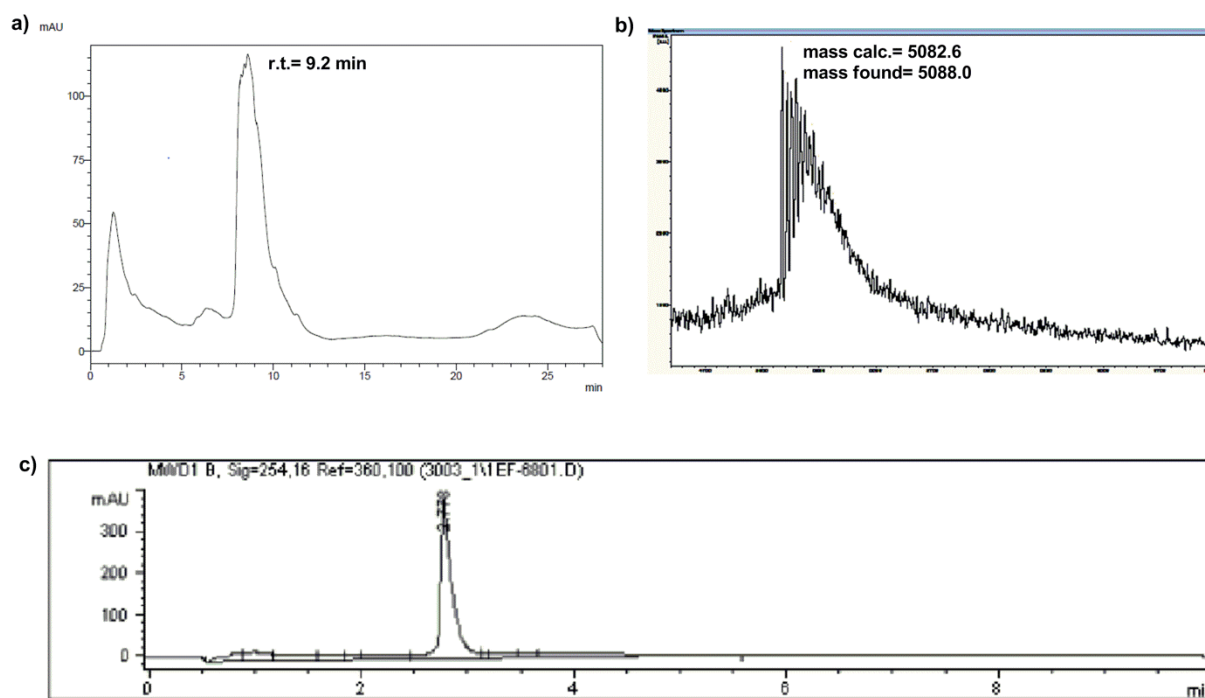 a)
mAU
r.t.= 9.2 min
100
75
50
25
0
0 5 10 15 20 25
min
b)
mass calc.= 5082.6
mass found= 5088.0
c)
MWD1 B, Sig=254,16 Ref=360,100 (3003_1\1EF-6801.D)
mAU
300
200
100
0
0 2 4 6 8 mi